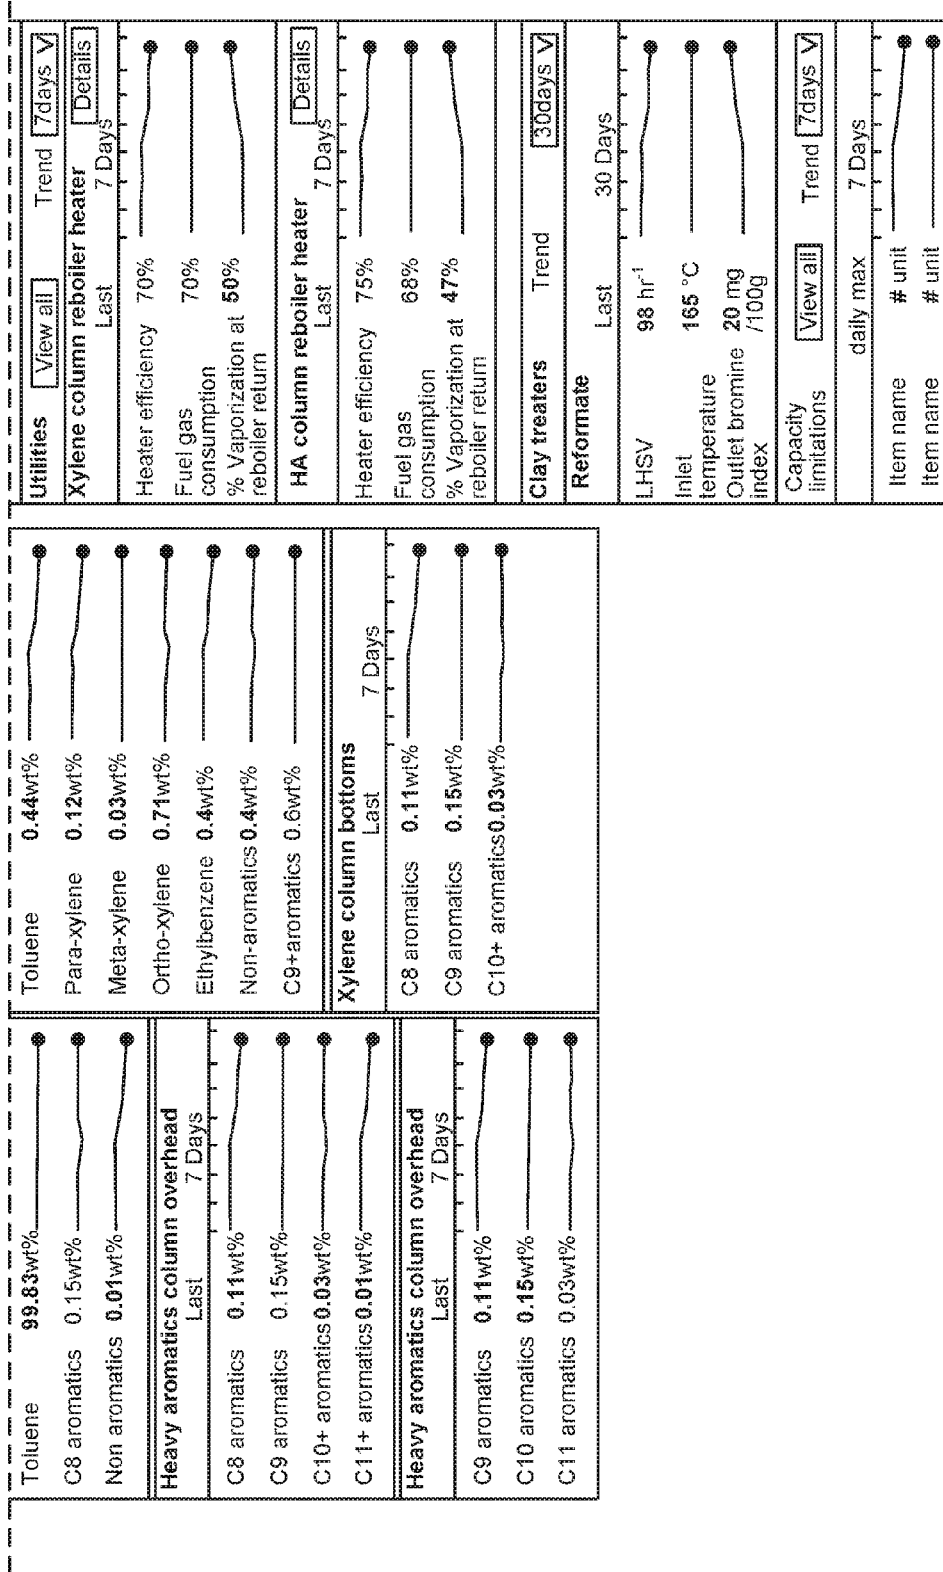 Toluene 99.83wt%
C8 aromatics 0.15wt%
Non aromatics 0.01wt%
Heavy aromatics column overhead
Last 7 Days
C8 aromatics 0.11wt%
C9 aromatics 0.15wt%
C10+ aromatics 0.03wt%
C11+ aromatics 0.01wt%
Heavy aromatics column overhead
Last 7 Days
C9 aromatics 0.11wt%
C10 aromatics 0.15wt%
C11 aromatics 0.03wt%
Toluene 0.44wt%
Para-xylene 0.12wt%
Meta-xylene 0.03wt%
Ortho-xylene 0.71wt%
Ethylbenzene 0.4wt%
Non-aromatics 0.4wt%
C9+aromatics 0.6wt%
Xylene column bottoms
Last 7 Days
C8 aromatics 0.11wt%
C9 aromatics 0.15wt%
C10+ aromatics 0.03wt%
Utilites View all Trend 7days V
Xylene column reboiler heater Details
Last 7 Days
Heater efficiency 70%
Fuel gas 70%
consumption
% Vaporization at 50%
reboiler return
HA column reboiler heater Details
Last 7 Days
Heater efficiency 75%
Fuel gas 68%
consumption
% Vaporization at 47%
reboiler return
Clay treaters Trend 30days V
Reformate Last 30 Days
LHSV 98 hr-1
Inlet 165 °C
temperature
Outlet bromine 20 mg
index /100g
Capacity View all Trend 7days V
limitations
daily max 7 Days
Item name # unit
Item name # unit